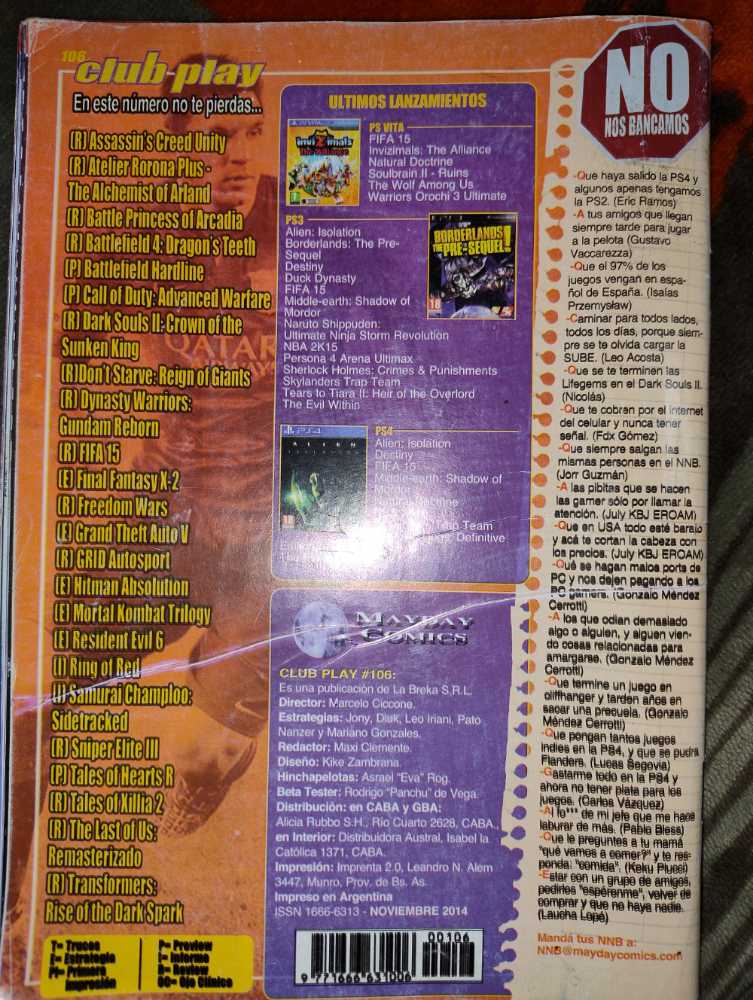 106
club play
En este número no te pierdas...
(R) Assassin's Creed Unity
(R) Atelier Rorona Plus -
The Alchemist of Arland
(R) Battle Princess of Arcadia
(R) Battlefield 4: Dragon's Teeth
(P) Battlefield Hardline
(P) Call of Duty: Advanced Warfare
(R) Dark Souls II: Crown of the
Sunken King
(R)Don't Starve: Reign of Giants
(R) Dynasty Warriors:
Gundam Reborn
(R) FIFA 15
(E) Final Fantasy X-2
(R) Freedom Wars
(E) Grand Theft Auto V
(R) GRID Autosport
(E) Hitman Absolution
(E) Mortal Kombat Trilogy
(E) Resident Evil 6
(I) Ring of Red
(I) Samurai Champloo:
Sidetracked
(R) Sniper Elite III
(P) Tales of Hearts R
(R) Tales of Xillia 2
(R) The Last of Us:
Remasterizado
(R) Transformers:
Rise of the Dark Spark
T= Trucos
E= Estrategia
PI= Primera
Impresión
P= Preview
I= Informe
R= Review
OC= Ojo Clínico
ULTIMOS LANZAMIENTOS
PS VITA
FIFA 15
Invizimals: The Alliance
Natural Doctrine
Soulbrain II - Ruins
The Wolf Among Us
Warriors Orochi 3 Ultimate
INVIZIMALS
PS3
Alien: Isolation
Borderlands: The Pre-
Sequel
Destiny
Duck Dynasty
FIFA 15
Middle-earth: Shadow of
Mordor
Naruto Shippuden:
Ultimate Ninja Storm Revolution
NBA 2K15
Persona 4 Arena Ultimax
Sherlock Holmes: Crimes & Punishments
Skylanders Trap Team
Tears to Tiara II: Heir of the Overlord
The Evil Within
BORDERLANDS
THE PRE-SEQUEL!
18
2K
PS4
Alien: Isolation
Destiny
FIFA 15
Middle-earth: Shadow of
Trap Team
Definitive
PS4
ALIEN
18
MAYDAY
COMICS
CLUB PLAY #106:
Es una publicación de La Breka S.R.L.
Director: Marcelo Ciccone.
Estrategias: Jony, Diuk, Leo Iriani, Pato
Nanzer y Mariano Gonzales.
Redactor: Maxi Clemente.
Diseño: Kike Zambrana.
Hinchapelotas: Asrael "Eva" Rog.
Beta Tester: Rodrigo "Panchu" de Vega.
Distribución: en CABA y GBA:
Alicia Rubbo S.H., Río Cuarto 2628, CABA.
en Interior: Distribuidora Austral, Isabel la
Católica 1371, CABA.
Impresión: Imprenta 2.0, Leandro N. Alem
3447, Munro, Prov. de Bs. As.
Impreso en Argentina
ISSN 1666-6313 - NOVIEMBRE 2014
00106
9 771666 631006
NO
NOS BANCAMOS
-Que haya salido la PS4 y
algunos apenas tengamos
la PS2. (Eric Ramos)
-A tus amigos que llegan
siempre tarde para jugar
a la pelota (Gustavo
Vaccarezza)
-Que el 97% de los
juegos vengan en espa-
ñol de España. (Isaías
Przemysław)
-Caminar para todos lados,
todos los días, porque siem-
pre se te olvida cargar la
SUBE. (Leo Acosta)
-Que se te terminen las
Lifegems en el Dark Souls II.
(Nicolás)
-Que te cobren por el internet
del celular y nunca tener
señal. (Fdx Gómez)
-Que siempre salgan las
mismas personas en el NNB.
(Jorr Guzmán)
-A las pibitas que se hacen
las gamer sólo por llamar la
atención. (July KBJ EROAM)
-Que en USA todo esté barato
y acá te cortan la cabeza con
los precios. (July KBJ EROAM)
-Qué se hagan malos ports de
PC y nos dejen pagando a los
PC gamers. (Gonzalo Méndez
Cerrotti)
-A los que odian demasiado
algo o alguien, y siguen vien-
do cosas relacionadas para
amargarse. (Gonzalo Méndez
Cerrotti)
-Que termine un juego en
cliffhanger y tarden años en
sacar una precuela. (Gonzalo
Méndez Cerrotti)
-Que pongan tantos juegos
indies en la PS4, y que se pudra
Flanders. (Lucas Segovia)
-Gastarme todo en la PS4 y
ahora no tener plata para los
juegos. (Carlos Vázquez)
-Al fo*** de mi jefe que me hace
laburar de más. (Pablo Bless)
-Que le preguntes a tu mamá
"qué vamos a comer?" y te res-
ponda: "comida". (Keku Plucci)
-Estar con un grupo de amigos,
pedirles "espérenme", volver de
comprar y que no haya nadie.
(Laucha Lopé)
Mandá tus NNB a:
NNB@maydaycomics.com